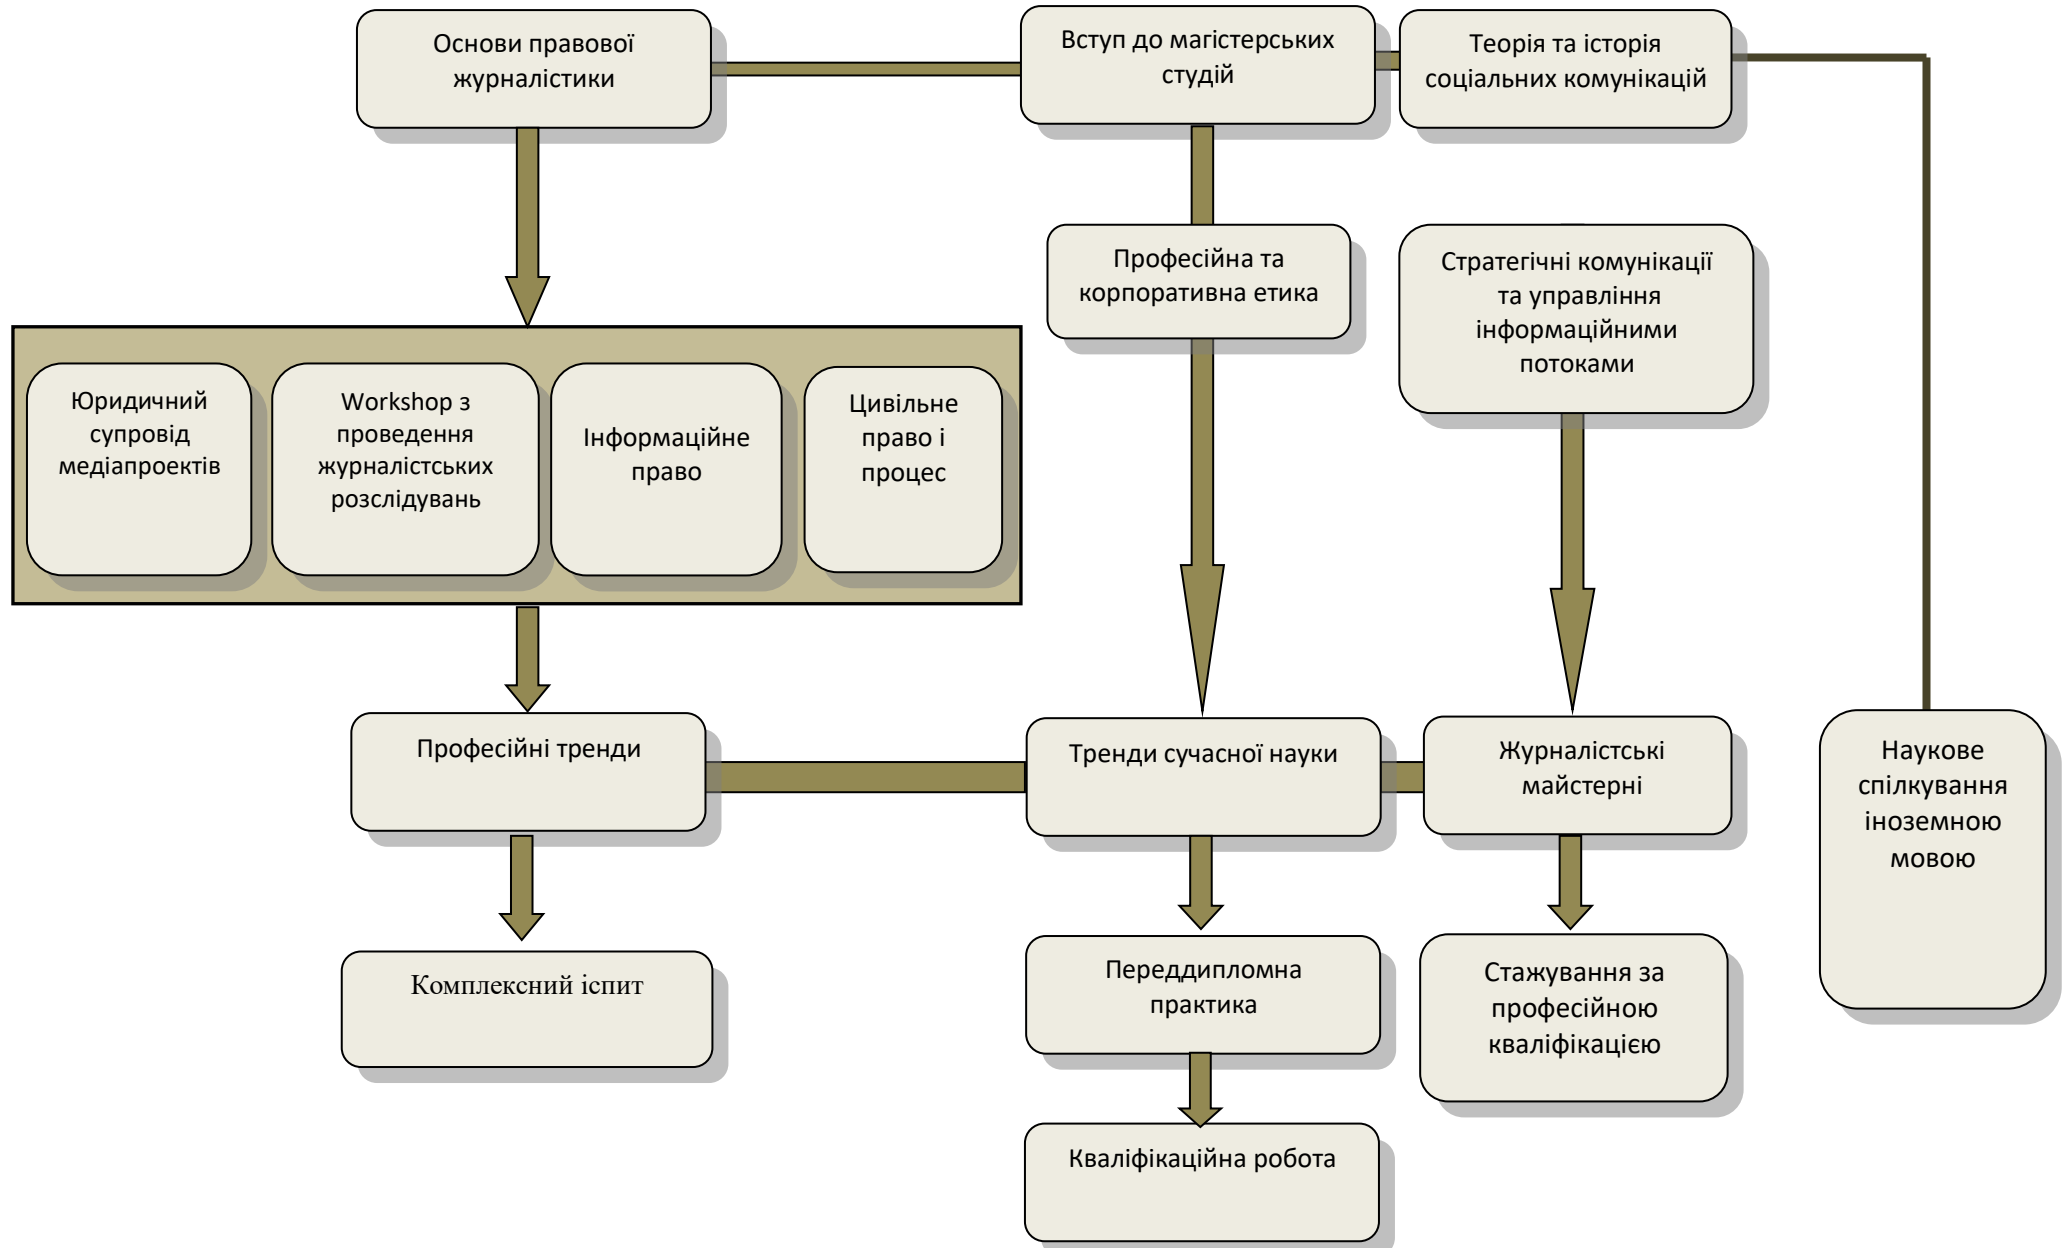 Основи правової
журналістики
Вступ до магістерських
студій
Теорія та історія
соціальних комунікацій
Професійна та
корпоративна етика
Стратегічні комунікації
та управління
інформаційними
потоками
Юридичний
супровід
медіапроектів
Workshop з
проведення
журналістських
розслідувань
Інформаційне
право
Цивільне
право і
процес
Професійні тренди
Тренди сучасної науки
Журналістські
майстерні
Наукове
спілкування
іноземною
мовою
Комплексний іспит
Переддипломна
практика
Стажування за
професійною
кваліфікацією
Кваліфікаційна робота